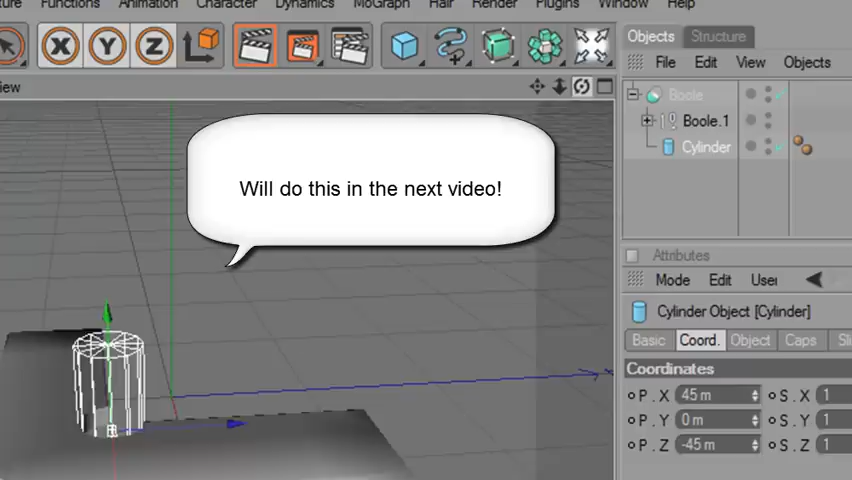 Functions Animation Character Dynamics MoGraph Hair Render Plugins Window Help
X Y Z
Objects Structure
File Edit View Objects
Boole
Boole.1
Cylinder
Will do this in the next video!
Attributes
Mode Edit User
Cylinder Object [Cylinder]
Basic Coord. Object Caps
Coordinates
P . X 45 m S . X 1
P . Y 0 m S . Y 1
P . Z -45 m S . Z 1